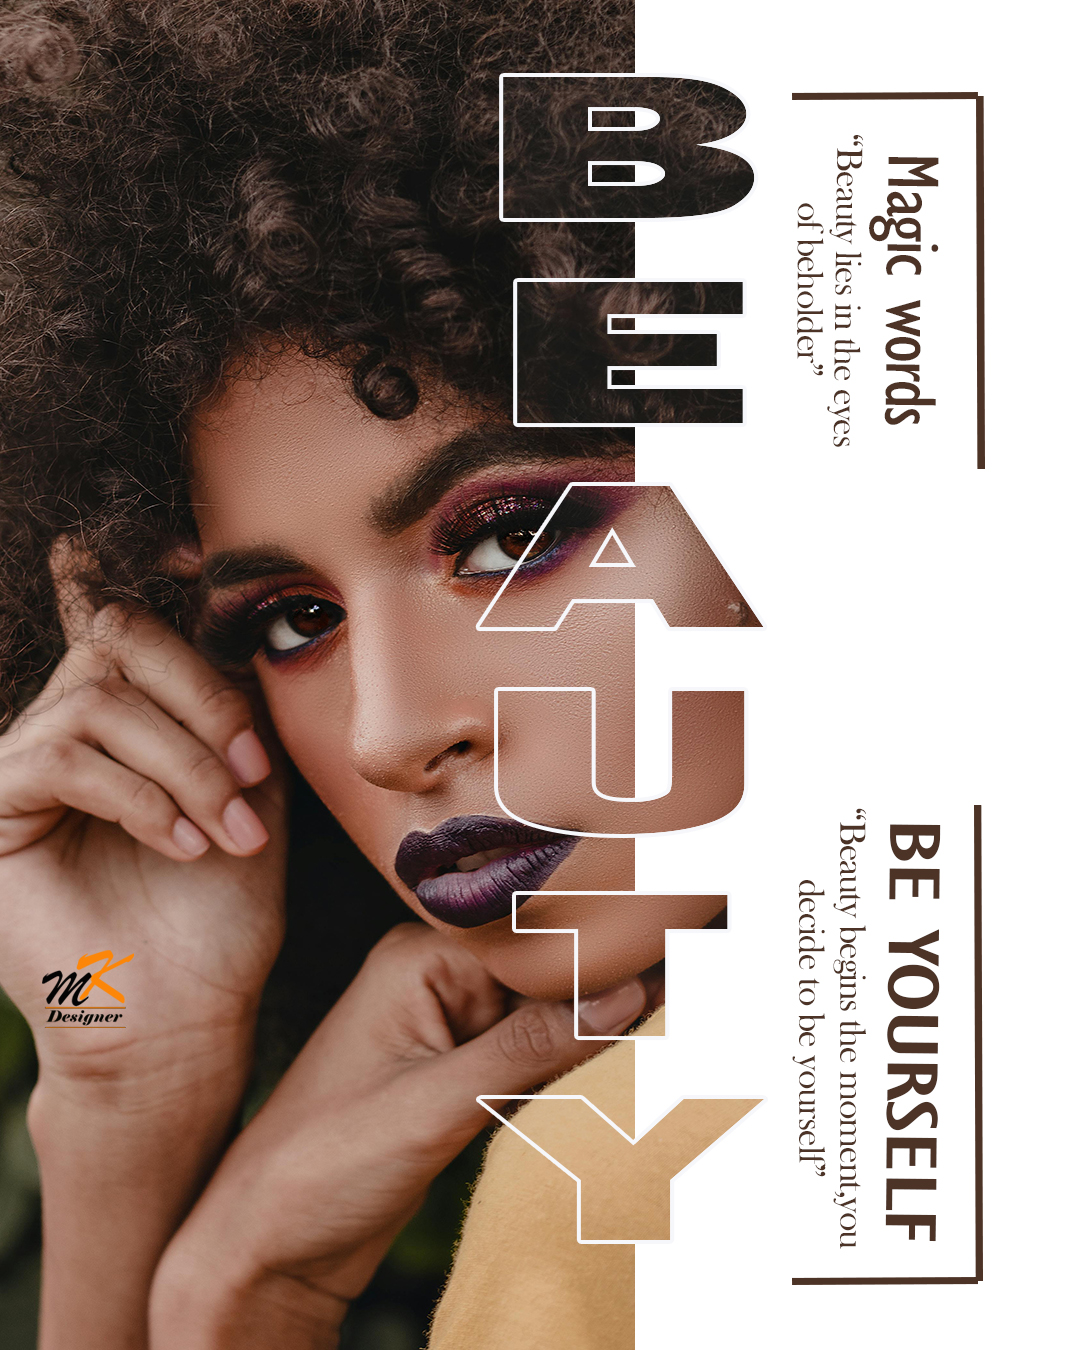 BEAUTY
Magic words
“Beauty lies in the eyes
of beholder”
BE YOURSELF
“Beauty begins the moment,you
decide to be yourself”
MK
Designer